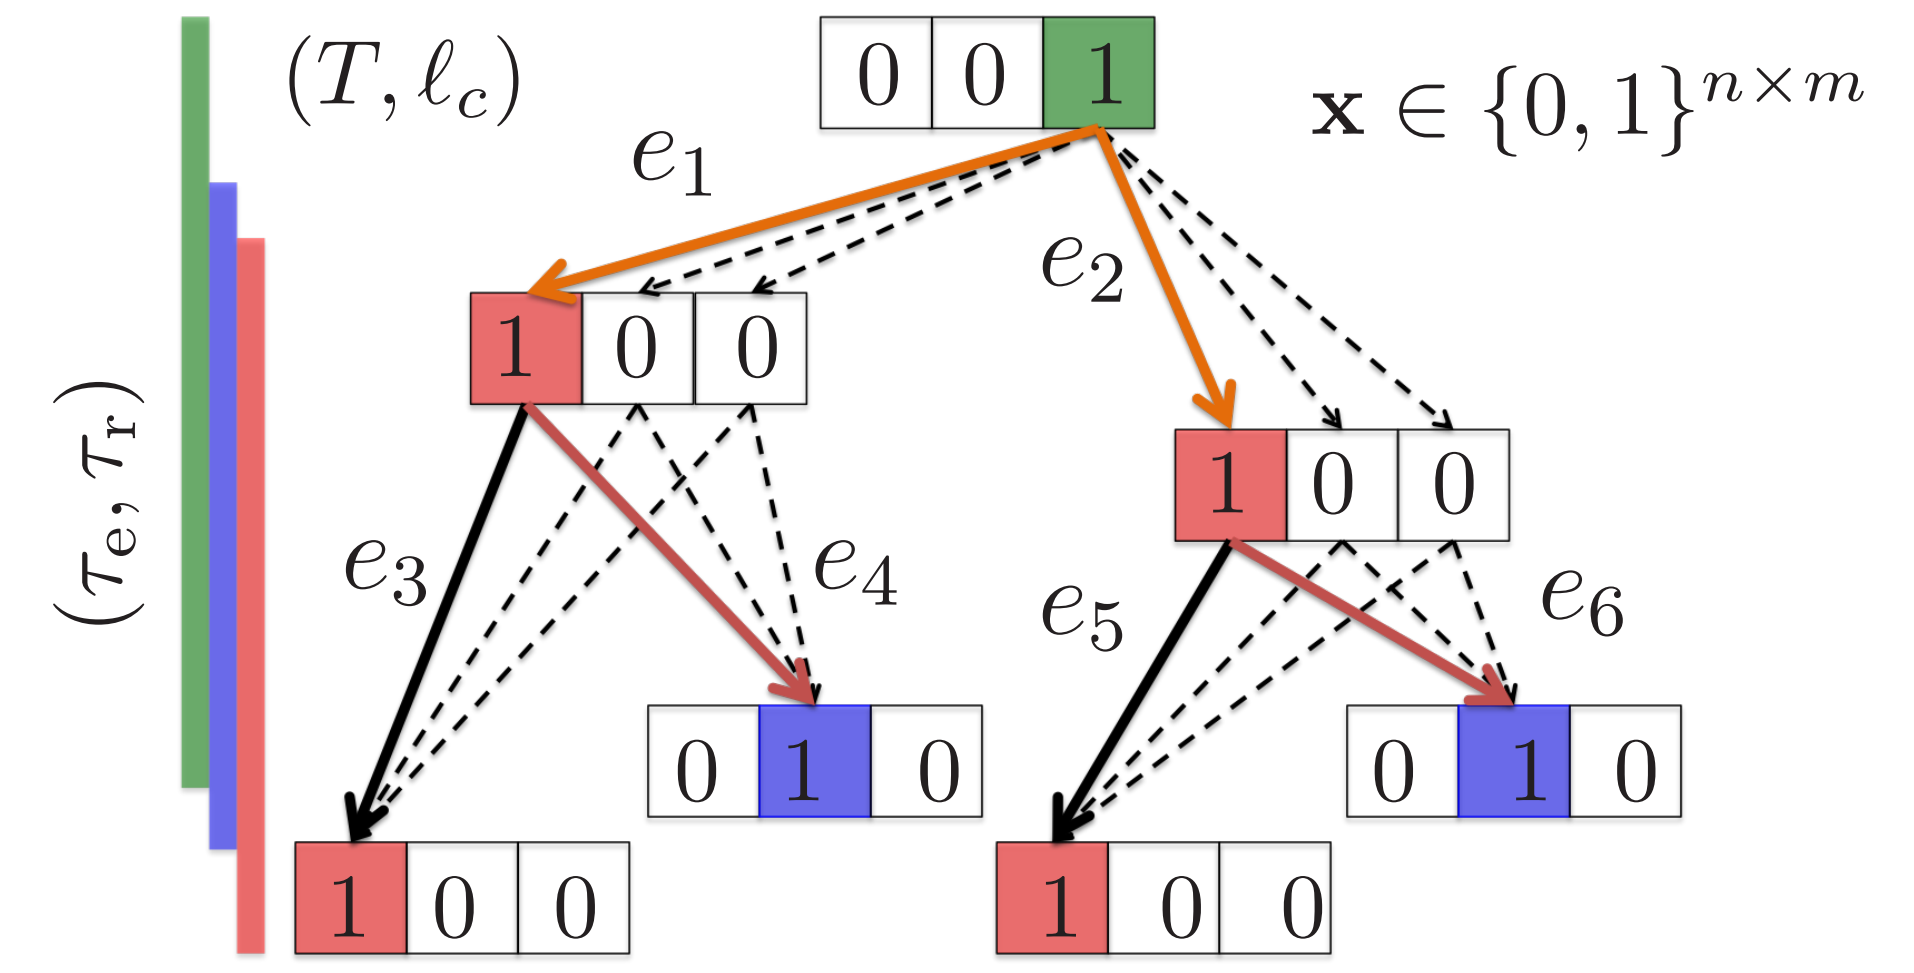 (T, ℓ_c)
0 0 1
𝐱 ∈ {0, 1}^{n×m}
e_1
e_2
1 0 0
1 0 0
(τ_e, τ_r)
e_3
e_4
e_5
e_6
0 1 0
0 1 0
1 0 0
1 0 0